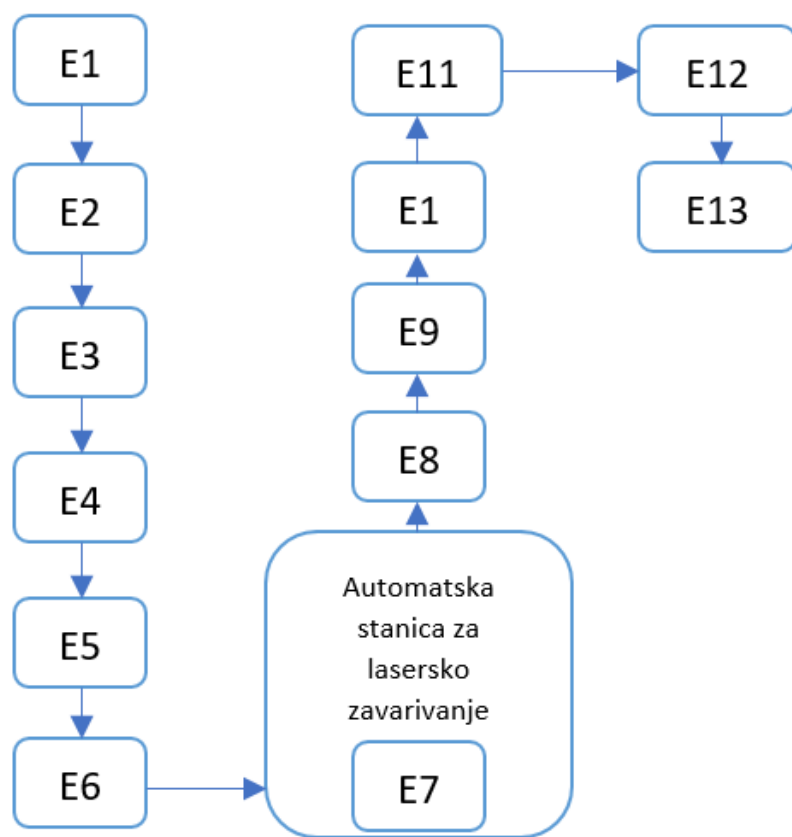 E1
E2
E3
E4
E5
E6
Automatska
stanica za
lasersko
zavarivanje
E7
E8
E9
E1
E11
E12
E13